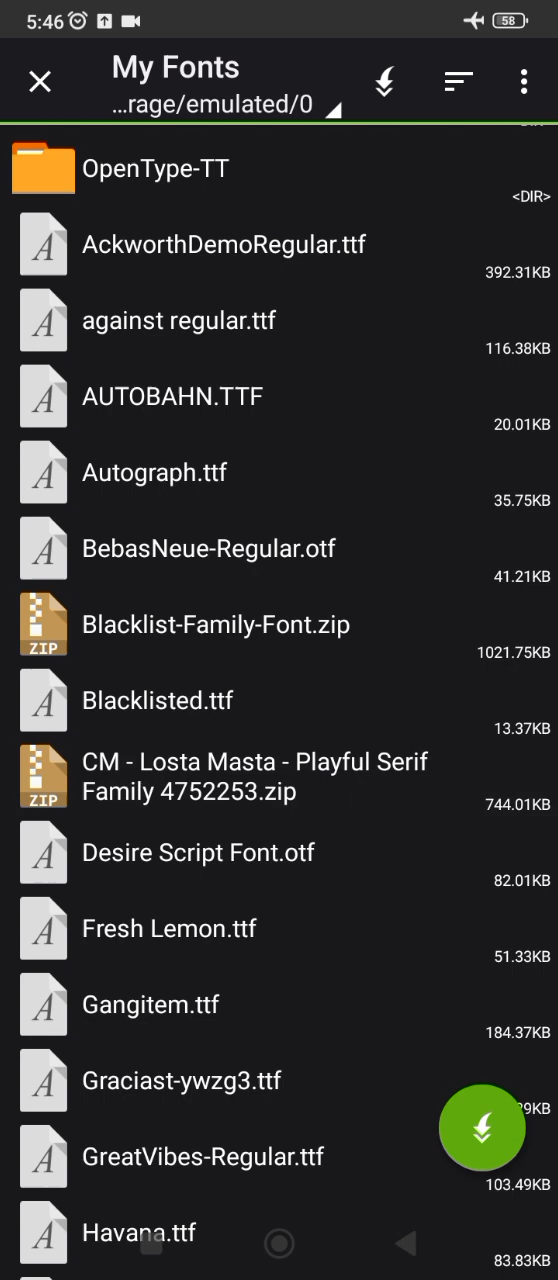 5:46
58
My Fonts
...rage/emulated/0
OpenType-TT
<DIR>
AckworthDemoRegular.ttf
392.31KB
against regular.ttf
116.38KB
AUTOBAHN.TTF
20.01KB
Autograph.ttf
35.75KB
BebasNeue-Regular.otf
41.21KB
ZIP
Blacklist-Family-Font.zip
1021.75KB
Blacklisted.ttf
13.37KB
CM - Losta Masta - Playful Serif
Family 4752253.zip
ZIP
744.01KB
Desire Script Font.otf
82.01KB
Fresh Lemon.ttf
51.33KB
Gangitem.ttf
184.37KB
Graciast-ywzg3.ttf
GreatVibes-Regular.ttf
103.49KB
Havana.ttf
83.83KB